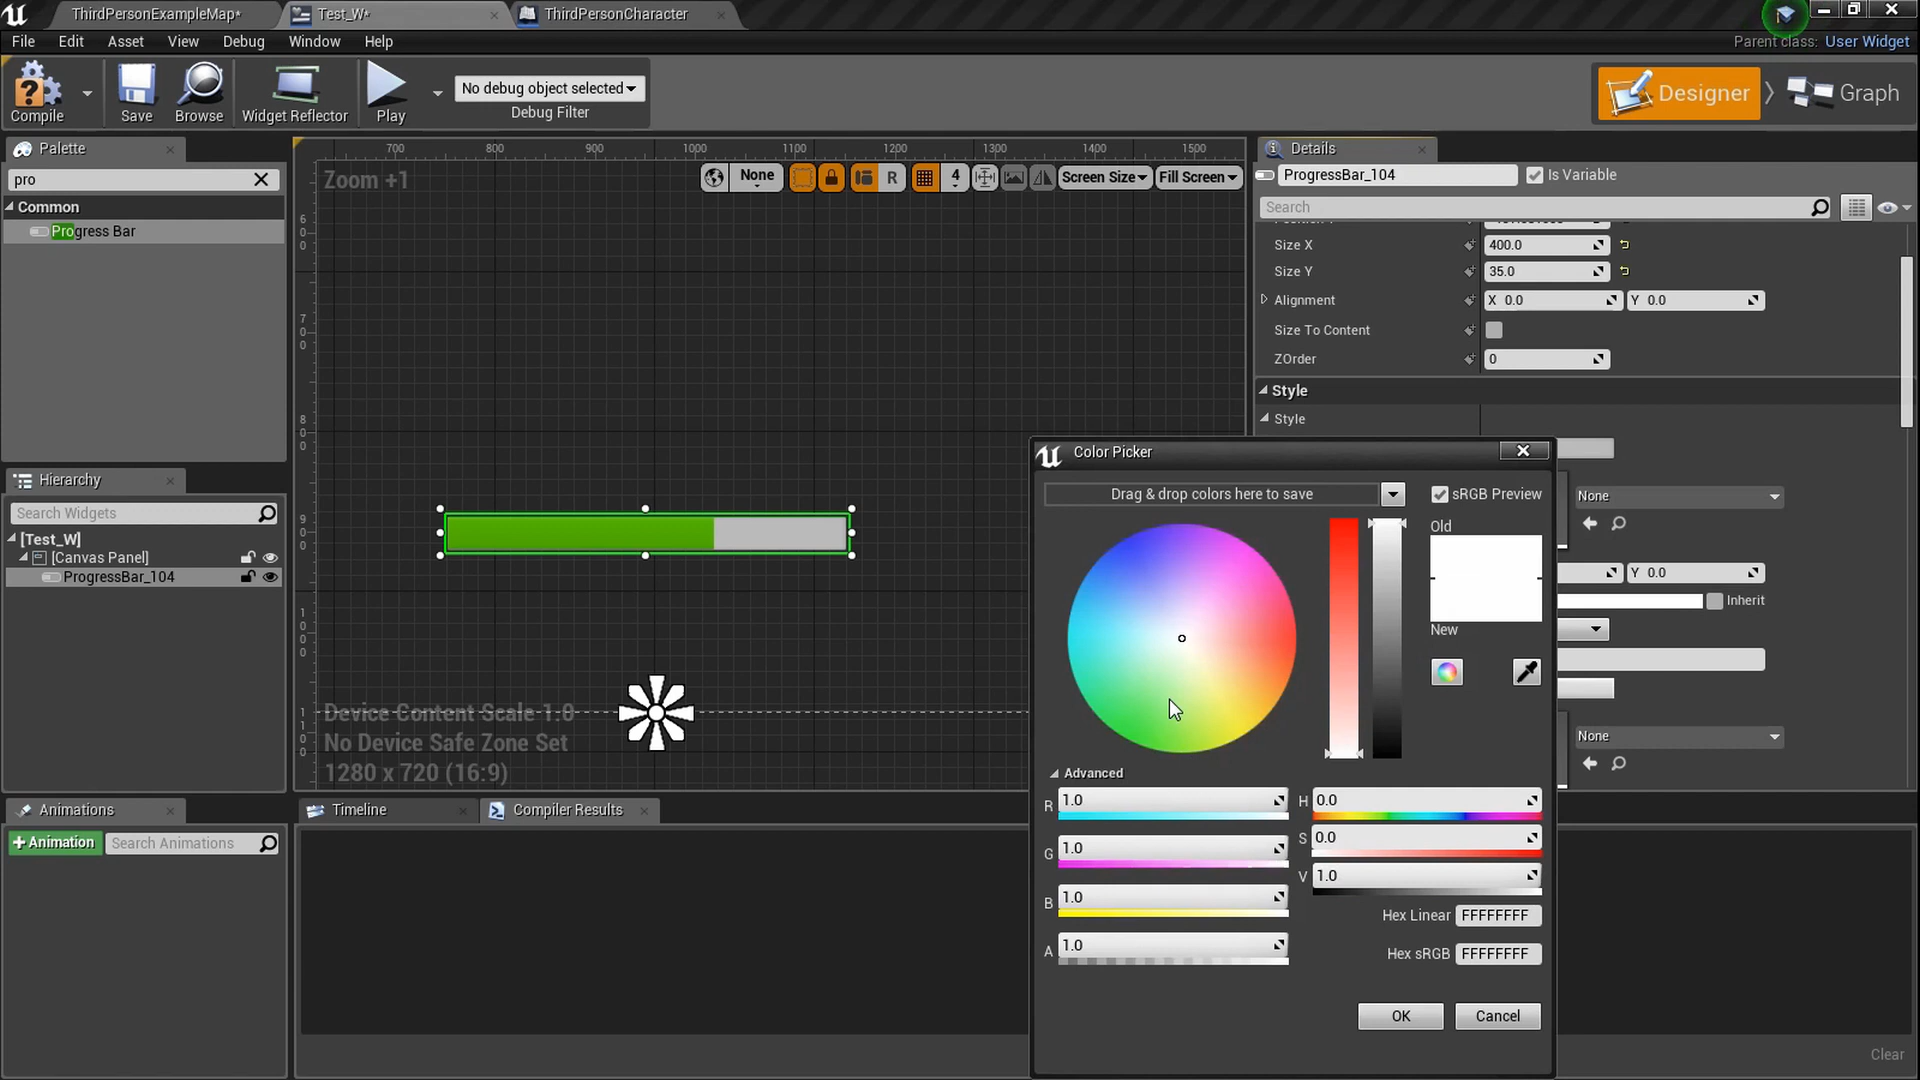 ThirdPersonExampleMap*
Test_W*
ThirdPersonCharacter
File Edit Asset View Debug Window Help
Parent class: User Widget
Compile
Save
Browse
Widget Reflector
Play
No debug object selected
Debug Filter
Designer
Graph
Palette
pro
Common
Progress Bar
Hierarchy
Search Widgets
[Test_W]
[Canvas Panel]
ProgressBar_104
700 800 900 1000 1100 1200 1300 1400 1500
Zoom +1
None
R
4
Screen Size
Fill Screen
600
700
800
900
1000
1100
Device Content Scale 1.0
No Device Safe Zone Set
1280 x 720 (16:9)
Details
ProgressBar_104
Is Variable
Search
Size X 400.0
Size Y 35.0
Alignment X 0.0 Y 0.0
Size To Content
ZOrder 0
Style
Style
None
Y 0.0
Inherit
None
Color Picker
Drag & drop colors here to save
sRGB Preview
Old
New
Advanced
R 1.0
G 1.0
B 1.0
A 1.0
H 0.0
S 0.0
V 1.0
Hex Linear FFFFFFFF
Hex sRGB FFFFFFFF
OK
Cancel
Animations
+Animation
Search Animations
Timeline
Compiler Results
Clear